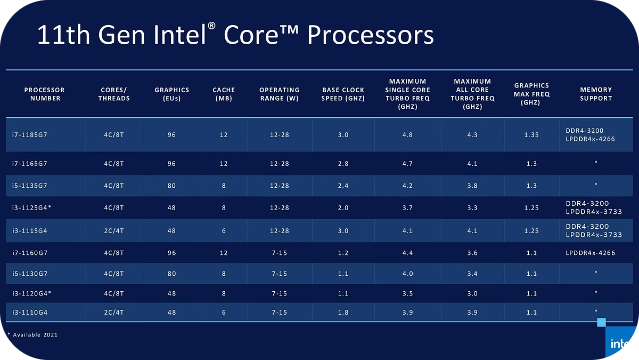 11th Gen Intel® Core™ Processors
PROCESSOR NUMBER CORES/ THREADS GRAPHICS (EUs) CACHE (MB) OPERATING RANGE (W) BASE CLOCK SPEED (GHZ) MAXIMUM SINGLE CORE TURBO FREQ (GHZ) MAXIMUM ALL CORE TURBO FREQ (GHZ) GRAPHICS MAX FREQ (GHZ) MEMORY SUPPORT
i7-1185G7 4C/8T 96 12 12-28 3.0 4.8 4.3 1.35 DDR4-3200 LPDDR4x-4266
i7-1165G7 4C/8T 96 12 12-28 2.8 4.7 4.1 1.3 "
i5-1135G7 4C/8T 80 8 12-28 2.4 4.2 3.8 1.3 "
i3-1125G4* 4C/8T 48 8 12-28 2.0 3.7 3.3 1.25 DDR4-3200 LPDDR4x-3733
i3-1115G4 2C/4T 48 6 12-28 3.0 4.1 4.1 1.25 DDR4-3200 LPDDR4x-3733
i7-1160G7 4C/8T 96 12 7-15 1.2 4.4 3.6 1.1 LPDDR4x-4266
i5-1130G7 4C/8T 80 8 7-15 1.1 4.0 3.4 1.1 "
i3-1120G4* 4C/8T 48 8 7-15 1.1 3.5 3.0 1.1 "
i3-1110G4 2C/4T 48 6 7-15 1.8 3.9 3.9 1.1 "
* Available 2021